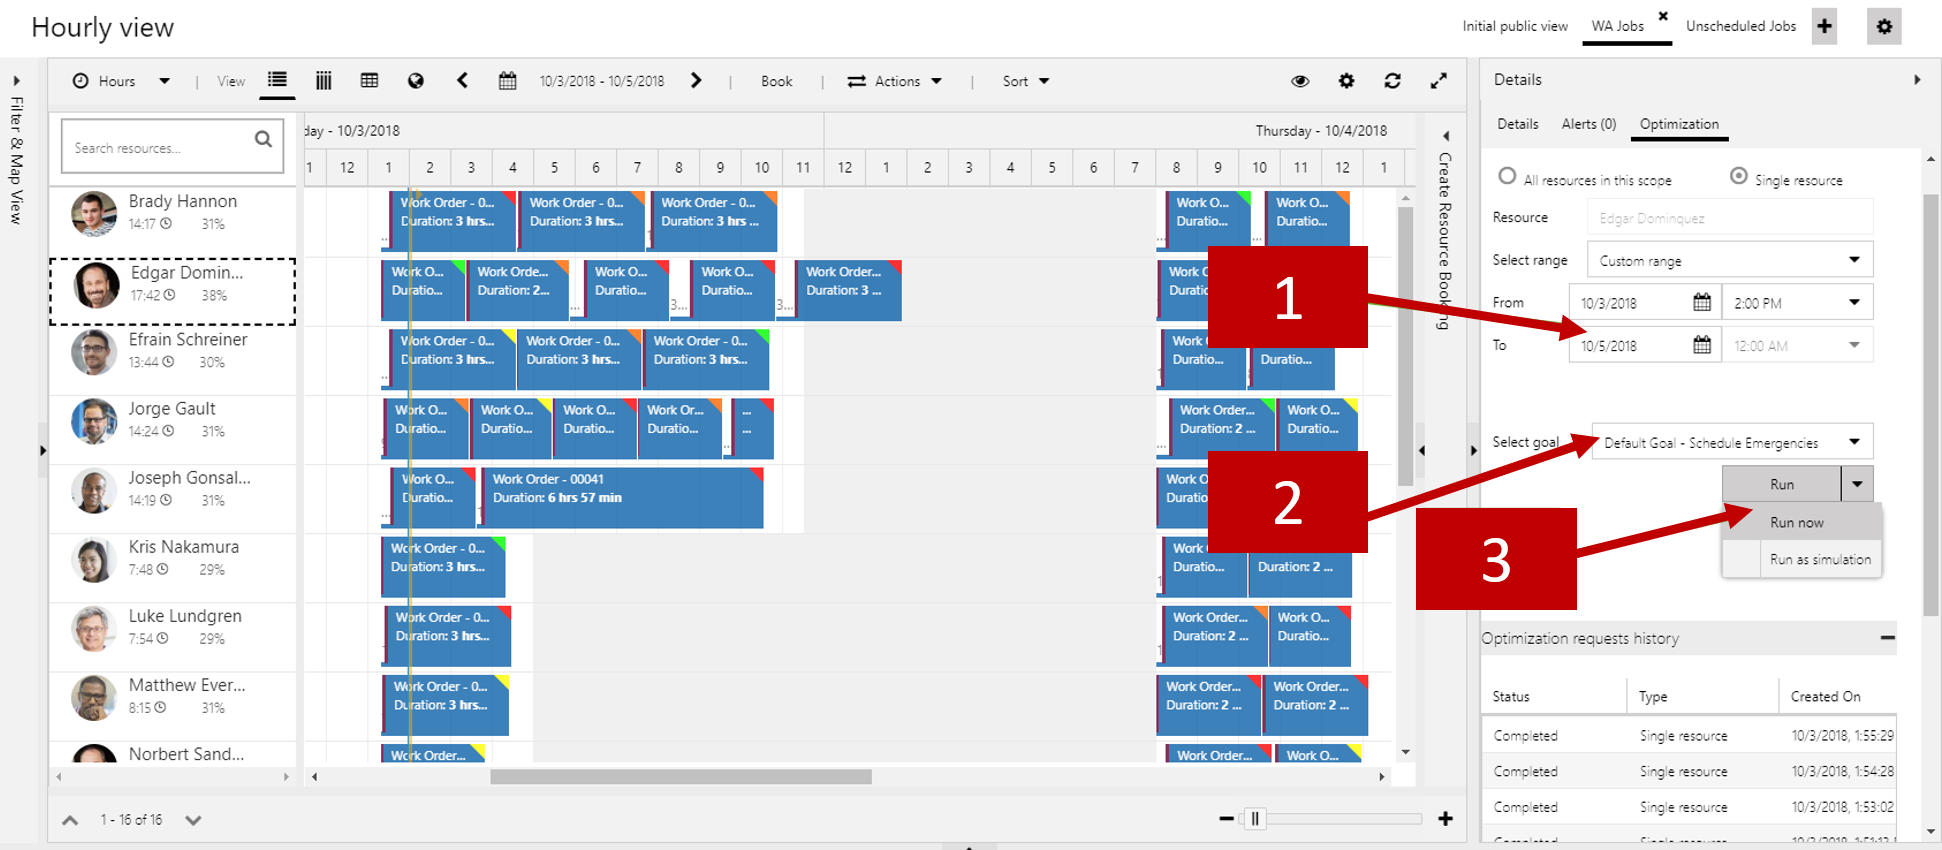 Hourly view
Initial public view
WA Jobs
Unscheduled Jobs
Filter & Map View
Hours
View
10/3/2018 - 10/5/2018
Book
Actions
Sort
Search resources...
day - 10/3/2018
Thursday - 10/4/2018
1 12 1 2 3 4 5 6 7 8 9 10 11 12 1 2 3 4 5 6 7 8 9 10 11 12 1
Brady Hannon
14:17 31%
Work Order - 0...
Duration: 3 hrs...
Work Order - 0...
Duration: 3 hrs...
Work Order - 0...
Duration: 3 hrs ...
Work O...
Duratio...
Work O...
Duratio...
Edgar Domin...
17:42 38%
Work O...
Duratio...
Work Orde...
Duration: 2...
Work O...
Duratio...
Work O...
Duratio...
Work Order...
Duration: 3 ...
Efrain Schreiner
13:44 30%
Work Order - 0...
Duration: 3 hrs...
Work Order - 0...
Duration: 3 hrs...
Work Order - 0...
Duration: 3 hrs...
Duratio...
Duratio...
Jorge Gault
14:24 31%
Work O...
Duratio...
Work O...
Duratio...
Work O...
Duratio...
Work Or...
Duratio...
...
...
Work Order...
Duration: 2 ...
Work O...
Duratio...
Joseph Gonsal...
14:19 31%
Work O...
Duratio...
Work Order - 00041
Duration: 6 hrs 57 min
Kris Nakamura
7:48 29%
Work Order - 0...
Duration: 3 hrs...
Work O...
Duratio...
Duration: 2 ...
Luke Lundgren
7:54 29%
Work Order - 0...
Duration: 3 hrs...
Work Order...
Duration: 2 ...
Work O...
Duratio...
Matthew Ever...
8:15 31%
Work Order - 0...
Duration: 3 hrs...
Work Order...
Duration: 2 ...
Work Order...
Duration: 2 ...
Norbert Sand...
Work Order...
Work Order...
Work O...
1 - 16 of 16
Create Resource Booking
1
2
3
Details
Details
Alerts (0)
Optimization
All resources in this scope
Single resource
Resource
Edgar Dominquez
Select range
Custom range
From
10/3/2018
2:00 PM
To
10/5/2018
12:00 AM
Select goal
Default Goal - Schedule Emergencies
Run
Run now
Run as simulation
Optimization requests history
Status Type Created On
Completed Single resource 10/3/2018, 1:55:29
Completed Single resource 10/3/2018, 1:54:28
Completed Single resource 10/3/2018, 1:53:02
Completed Single resource